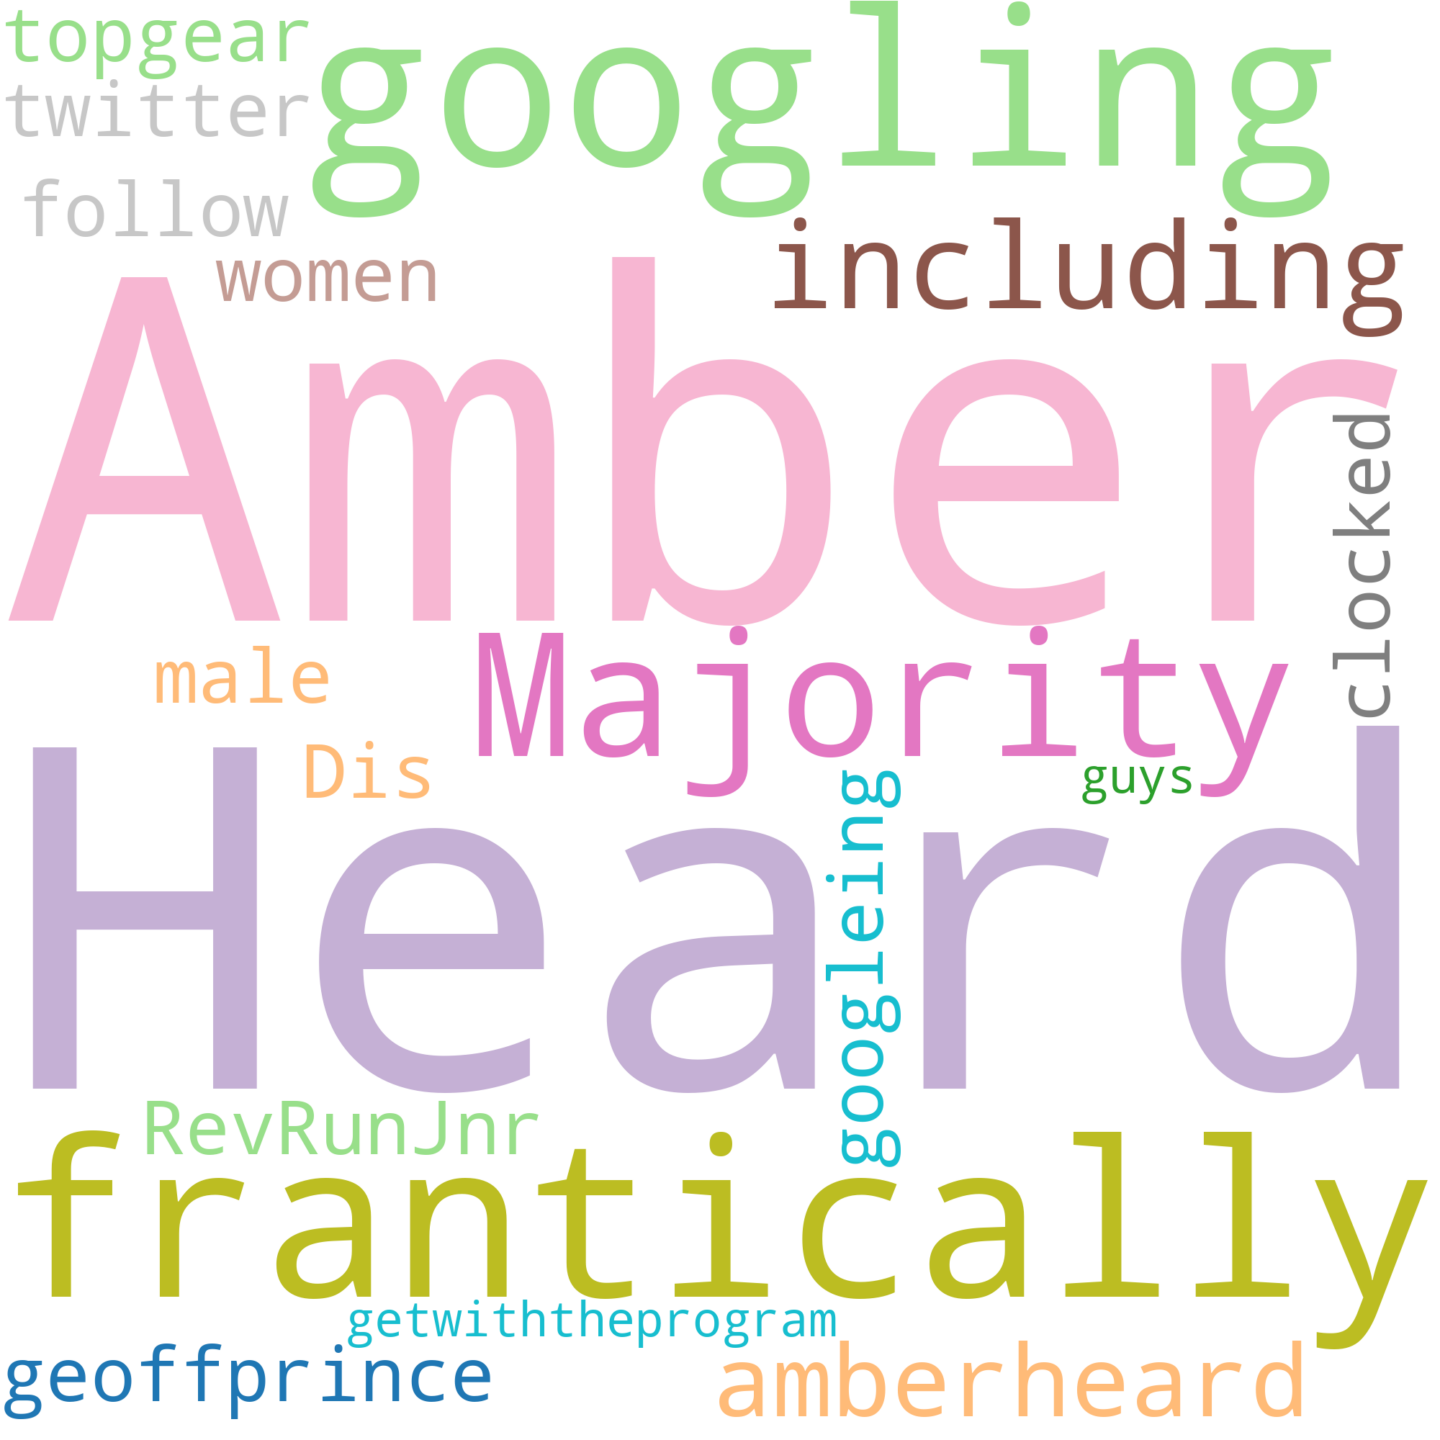 topgear
googling
twitter
follow
including
women
Amber
clocked
Majority
male
Dis
guys
Heard
googleing
RevRunJnr
frantically
getwiththeprogram
geoffprince
amberheard